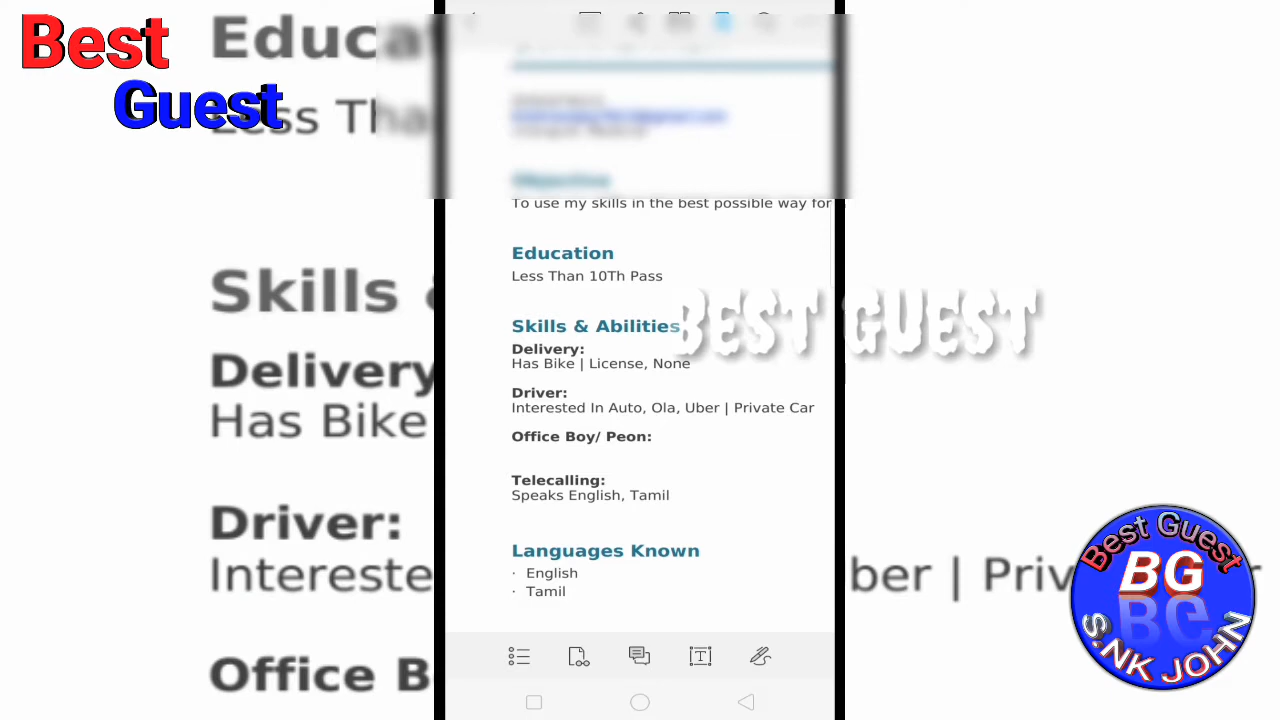 Best
Guest
Educat
Less Tha
Objective
To use my skills in the best possible way for
Education
Less Than 10Th Pass
BEST GUEST
Skills & Abilities
Delivery:
Has Bike | License, None
Driver:
Interested In Auto, Ola, Uber | Private Car
Office Boy/ Peon:
Telecalling:
Speaks English, Tamil
Languages Known
· English
· Tamil
Skills &
Delivery
Has Bike
Driver:
Intereste
ber | Priv
r
Office B
Best Guest
BG
S.NK JOHN